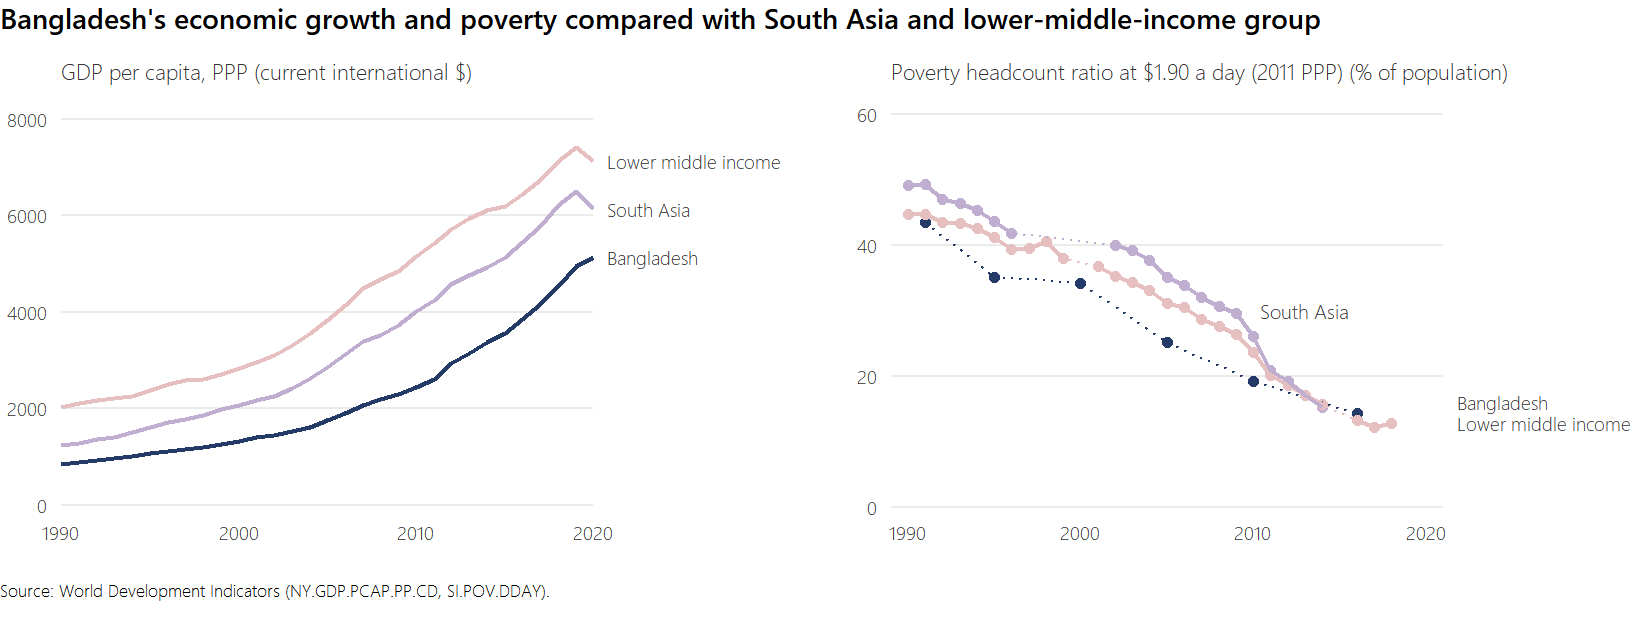 Bangladesh's economic growth and poverty compared with South Asia and lower-middle-income group
GDP per capita, PPP (current international $)
8000
6000
4000
2000
0
1990
2000
2010
2020
Lower middle income
South Asia
Bangladesh
Poverty headcount ratio at $1.90 a day (2011 PPP) (% of population)
60
40
20
0
1990
2000
2010
2020
South Asia
Bangladesh
Lower middle income
Source: World Development Indicators (NY.GDP.PCAP.PP.CD, SI.POV.DDAY).